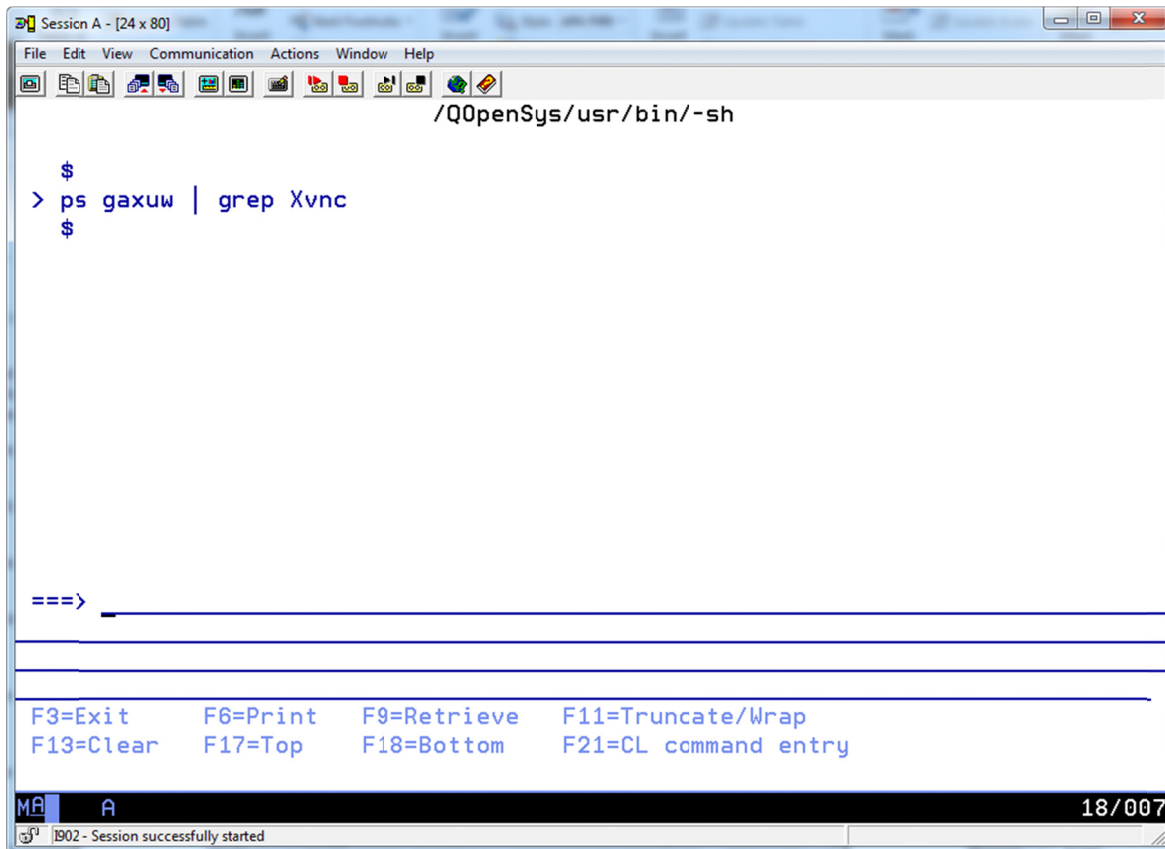 Session A - [24 x 80]
File Edit View Communication Actions Window Help
/QOpenSys/usr/bin/-sh
$
> ps gaxuw | grep Xvnc
$
===> _
F3=Exit F6=Print F9=Retrieve F11=Truncate/Wrap
F13=Clear F17=Top F18=Bottom F21=CL command entry
MA A 18/007
I902 - Session successfully started